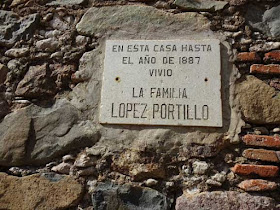 EN ESTA CASA HASTA
EL AÑO DE 1887
VIVIO
LA FAMILIA
LOPEZ PORTILLO